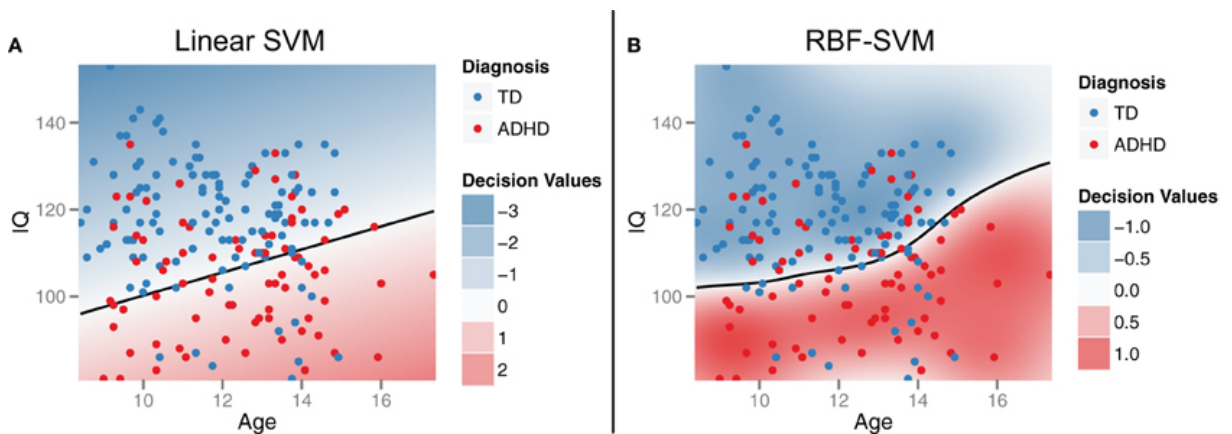 A
Linear SVM
IQ
140
120
100
10
12
14
16
Age
Diagnosis
TD
ADHD
Decision Values
−3
−2
−1
0
1
2
B
RBF-SVM
IQ
140
120
100
10
12
14
16
Age
Diagnosis
TD
ADHD
Decision Values
−1.0
−0.5
0.0
0.5
1.0